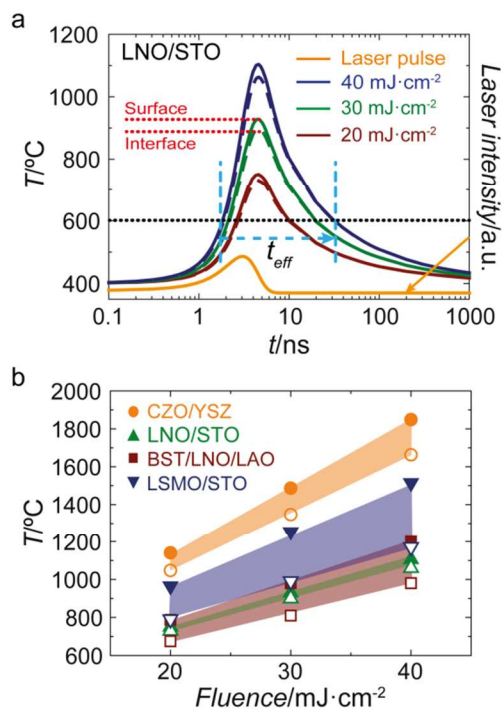 a
LNO/STO
Laser pulse
40 mJ·cm-2
30 mJ·cm-2
20 mJ·cm-2
Surface
Interface
teff
T/ºC
1200
1000
800
600
400
Laser intensity/a.u.
0.1 1 10 100 1000
t/ns
b
CZO/YSZ
LNO/STO
BST/LNO/LAO
LSMO/STO
T/ºC
2000
1800
1600
1400
1200
1000
800
600
20 30 40
Fluence/mJ·cm-2